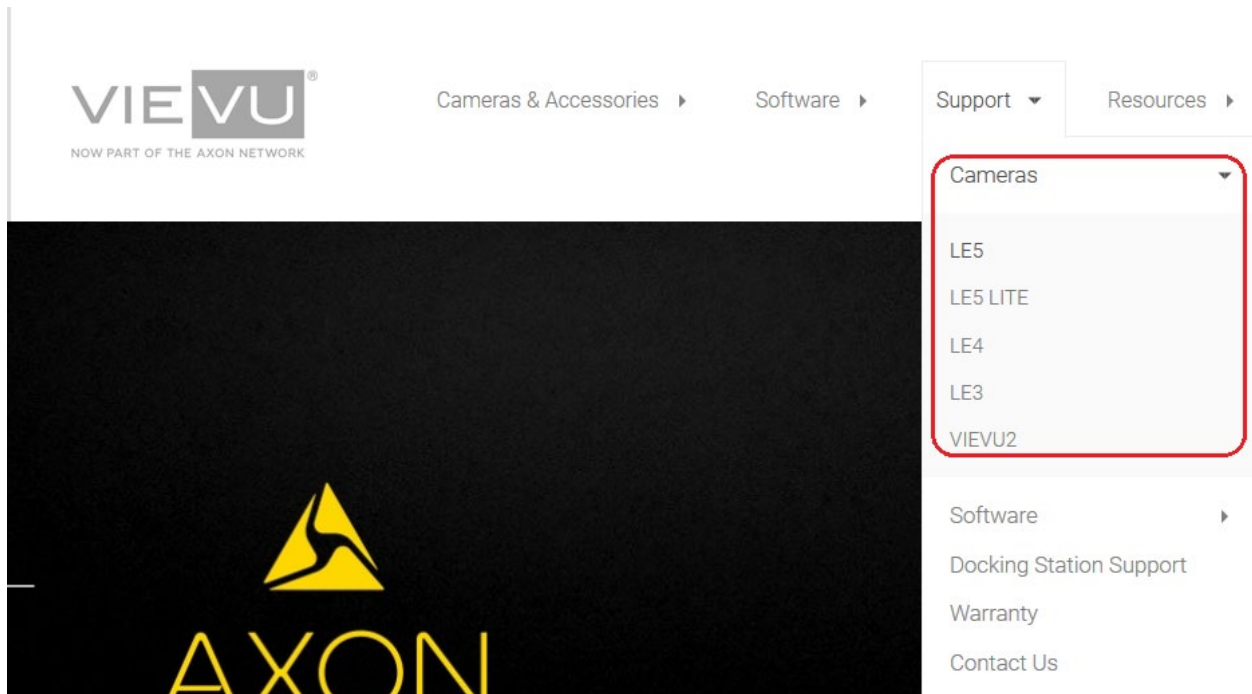 VIEVU®
NOW PART OF THE AXON NETWORK
Cameras & Accessories
Software
Support
Resources
Cameras
LE5
LE5 LITE
LE4
LE3
VIEVU2
Software
Docking Station Support
Warranty
Contact Us
AXON